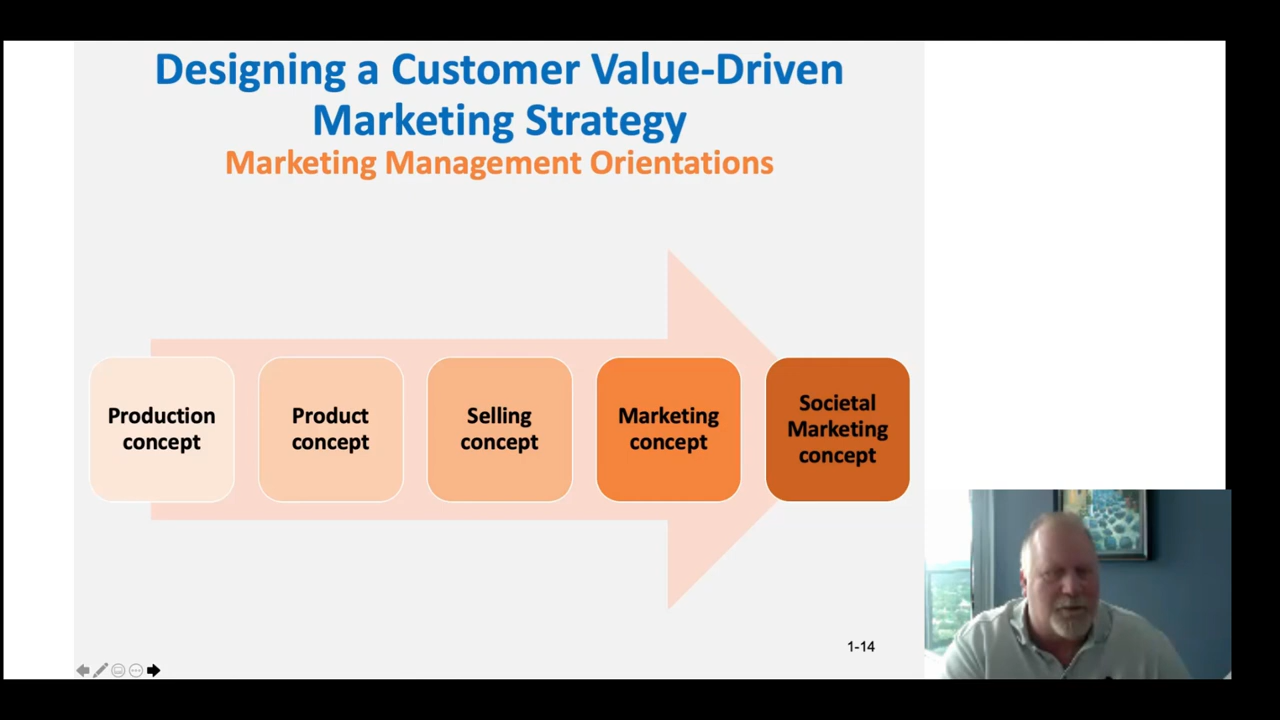 Designing a Customer Value-Driven
Marketing Strategy
Marketing Management Orientations
Production
concept
Product
concept
Selling
concept
Marketing
concept
Societal
Marketing
concept
1-14